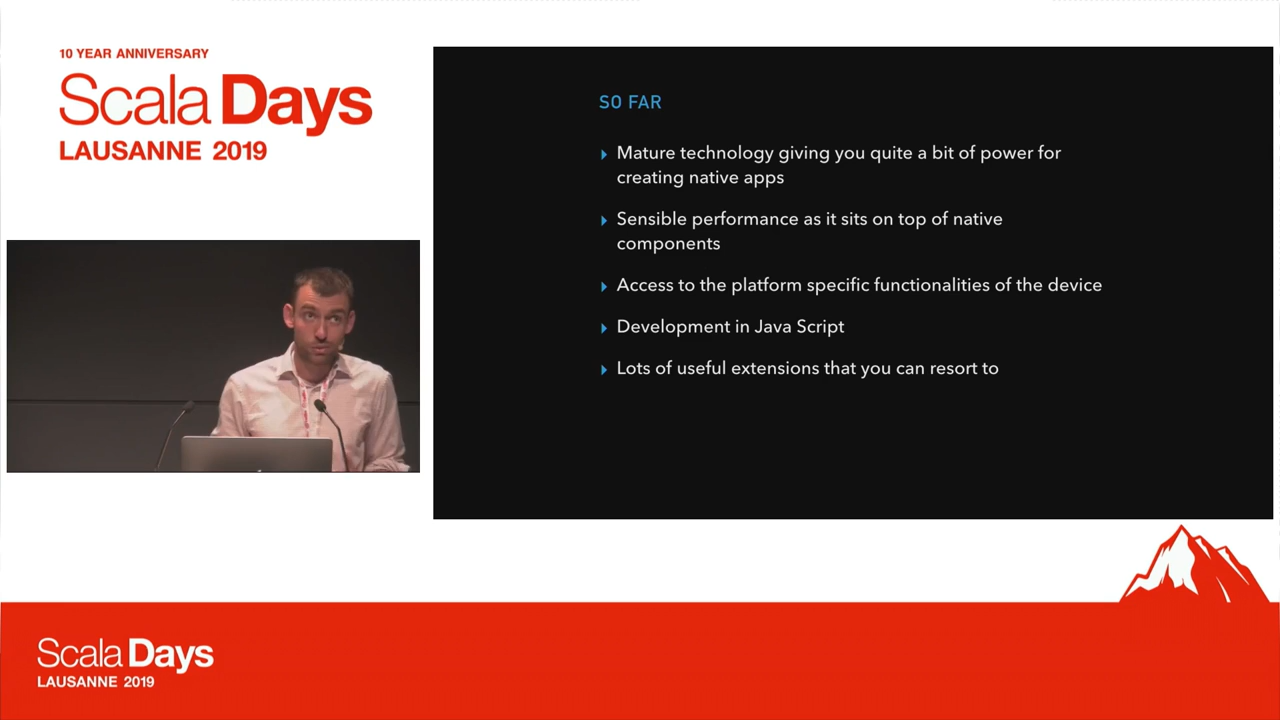 10 YEAR ANNIVERSARY
Scala Days
LAUSANNE 2019
SO FAR
Mature technology giving you quite a bit of power for
creating native apps
Sensible performance as it sits on top of native
components
Access to the platform specific functionalities of the device
Development in Java Script
Lots of useful extensions that you can resort to
Scala Days
LAUSANNE 2019